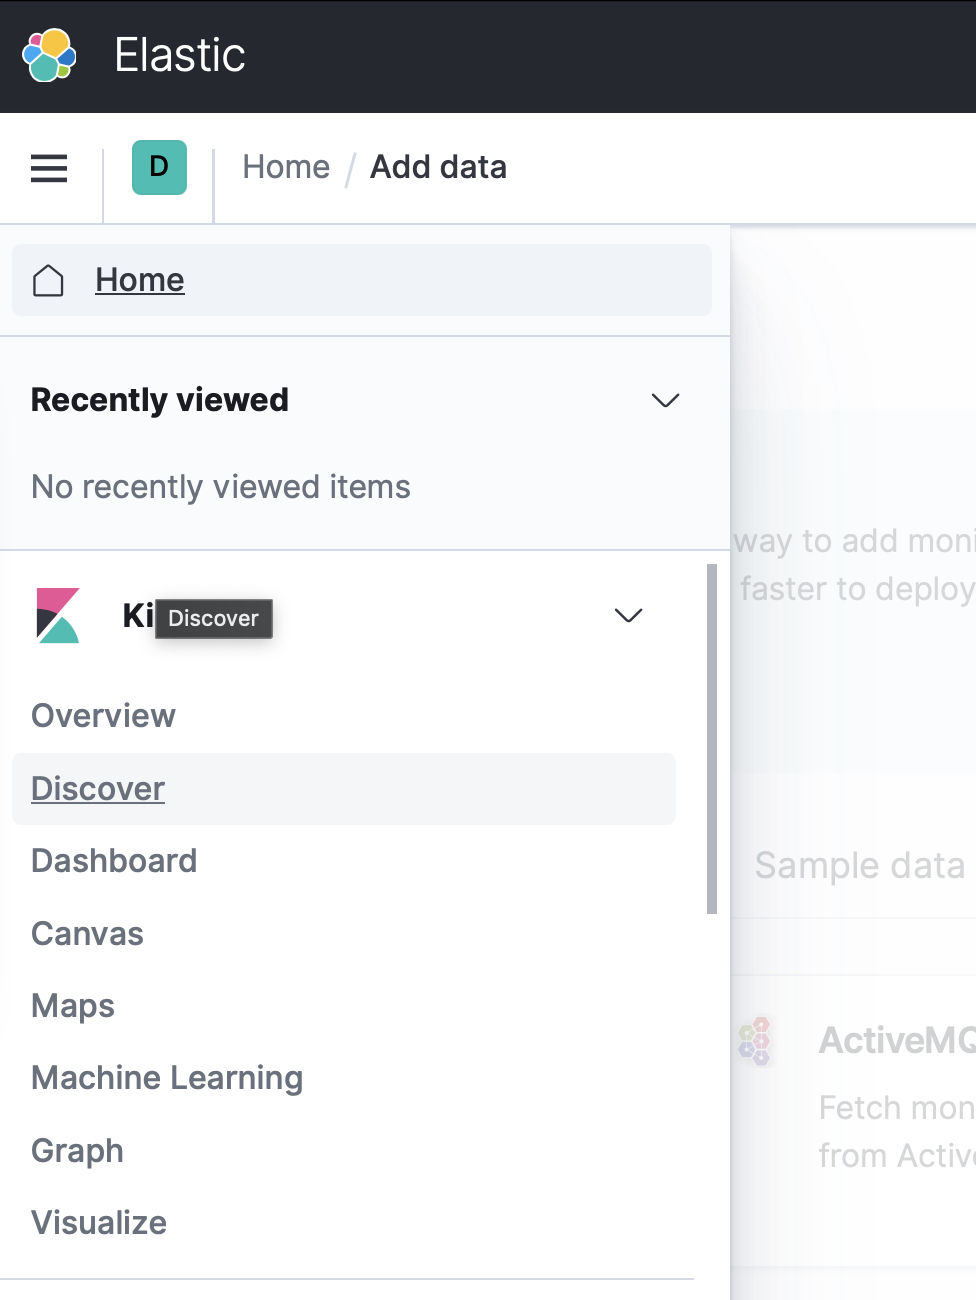 Elastic
D
Home / Add data
Home
Recently viewed
No recently viewed items
Ki
Discover
Overview
Discover
Dashboard
Canvas
Maps
Machine Learning
Graph
Visualize
way to add moni
faster to deploy
Sample data
ActiveMQ
Fetch mon
from Active